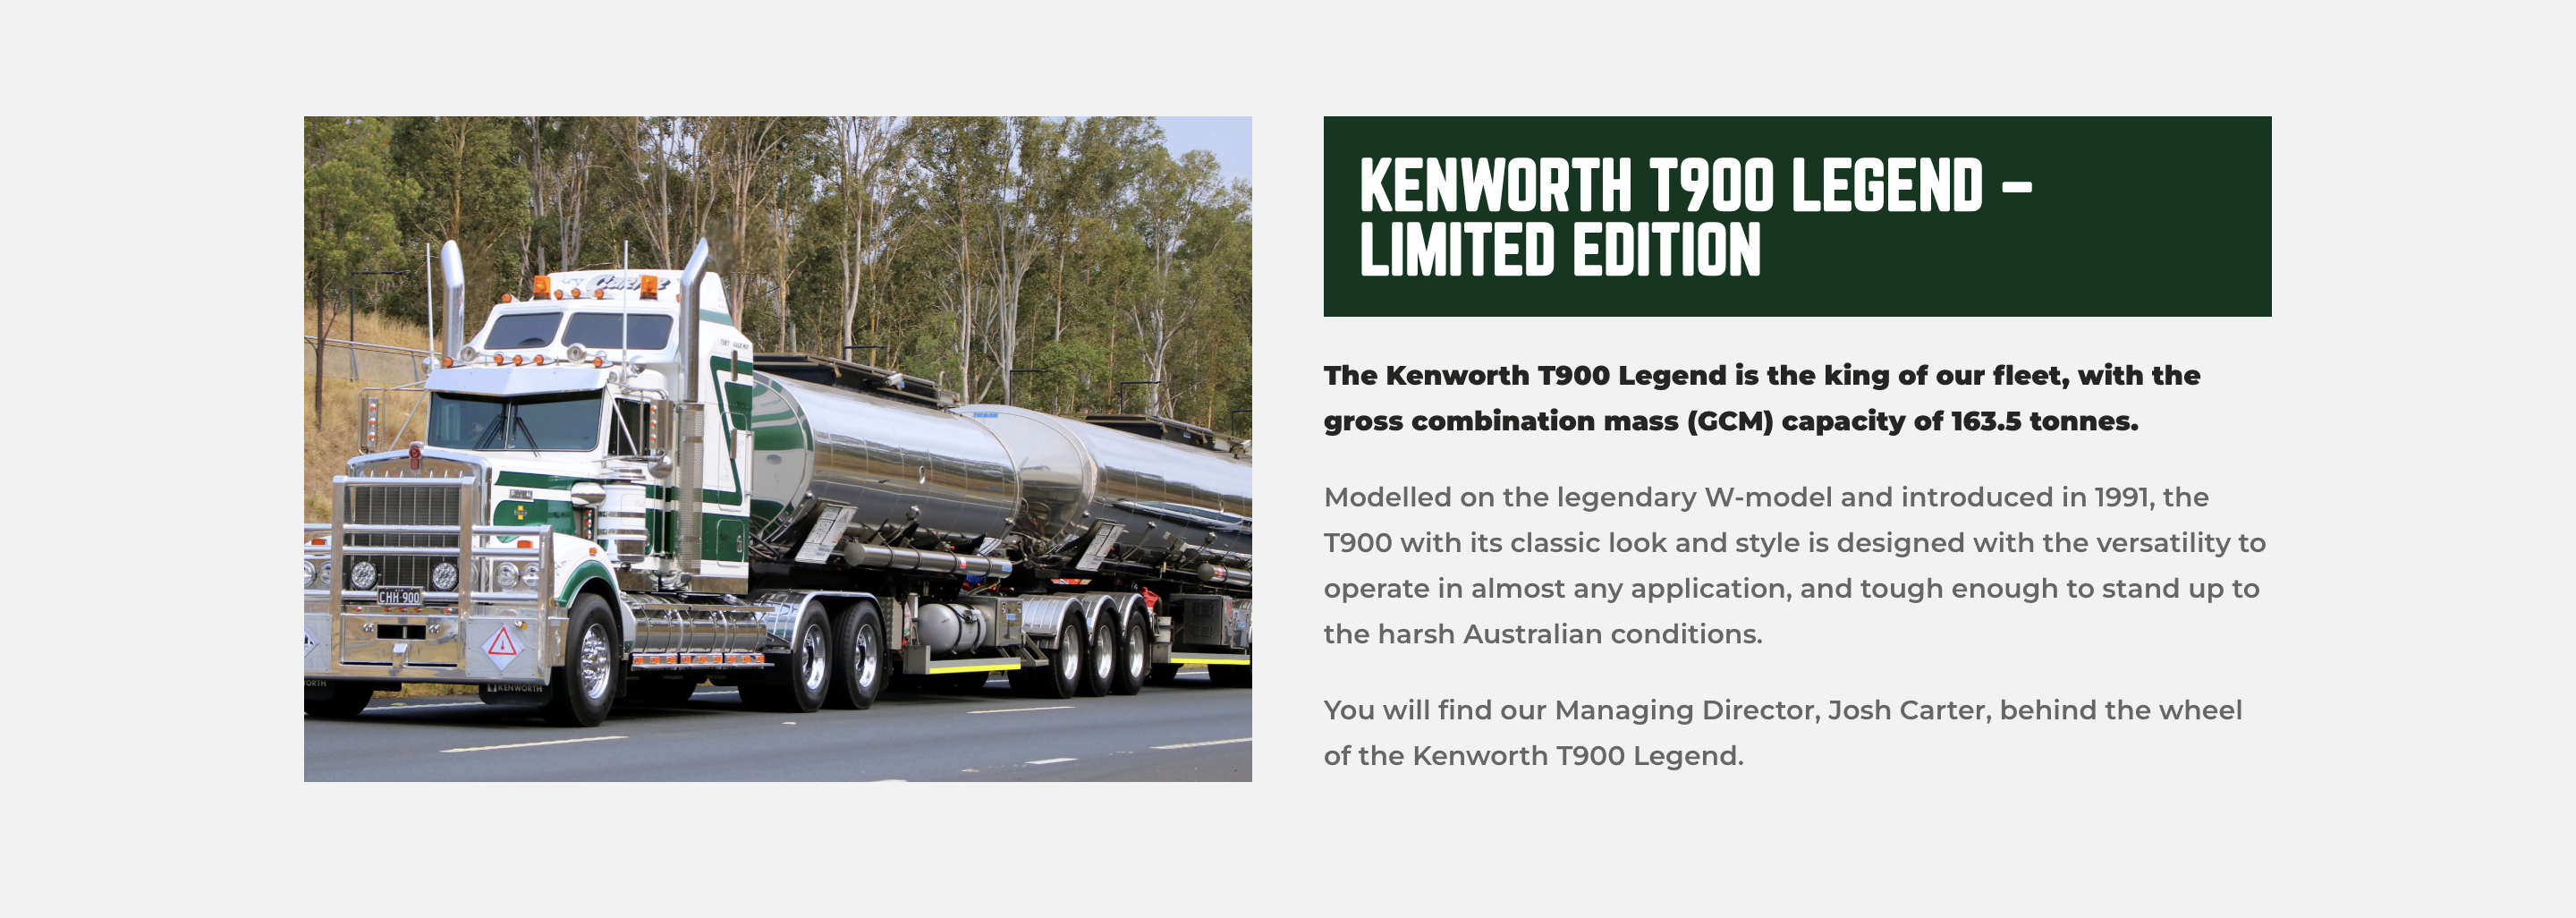 KENWORTH T900 LEGEND –
LIMITED EDITION
The Kenworth T900 Legend is the king of our fleet, with the
gross combination mass (GCM) capacity of 163.5 tonnes.
Modelled on the legendary W-model and introduced in 1991, the
T900 with its classic look and style is designed with the versatility to
operate in almost any application, and tough enough to stand up to
the harsh Australian conditions.
You will find our Managing Director, Josh Carter, behind the wheel
of the Kenworth T900 Legend.
CHH 900
KENWORTH